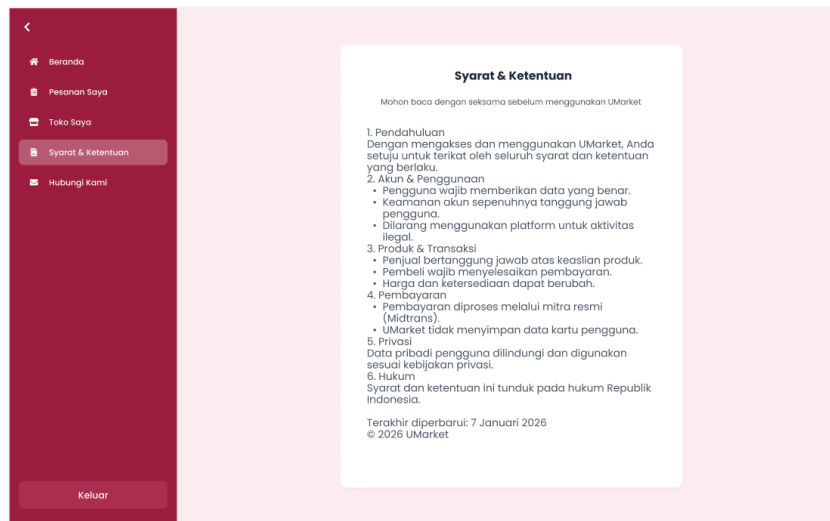 Beranda
Pesanan Saya
Toko Saya
Syarat & Ketentuan
Hubungi Kami
Keluar
Syarat & Ketentuan
Mohon baca dengan seksama sebelum menggunakan UMarket
1. Pendahuluan
Dengan mengakses dan menggunakan UMarket, Anda
setuju untuk terikat oleh seluruh syarat dan ketentuan
yang berlaku.
2. Akun & Penggunaan
• Pengguna wajib memberikan data yang benar.
• Keamanan akun sepenuhnya tanggung jawab
pengguna.
• Dilarang menggunakan platform untuk aktivitas
ilegal.
3. Produk & Transaksi
• Penjual bertanggung jawab atas keaslian produk.
• Pembeli wajib menyelesaikan pembayaran.
• Harga dan ketersediaan dapat berubah.
4. Pembayaran
• Pembayaran diproses melalui mitra resmi
(Midtrans).
• UMarket tidak menyimpan data kartu pengguna.
5. Privasi
Data pribadi pengguna dilindungi dan digunakan
sesuai kebijakan privasi.
6. Hukum
Syarat dan ketentuan ini tunduk pada hukum Republik
Indonesia.
Terakhir diperbarui: 7 Januari 2026
© 2026 UMarket